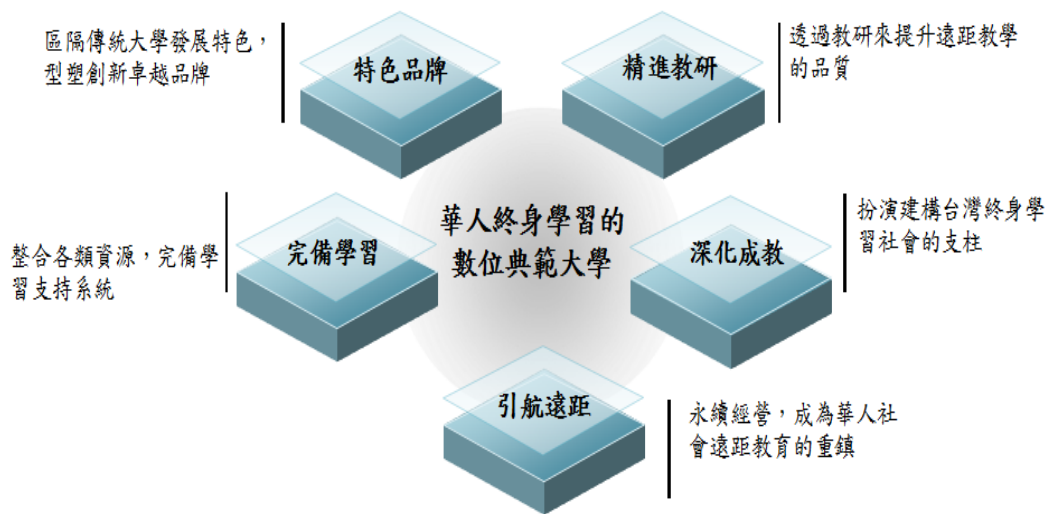 區隔傳統大學發展特色，
型塑創新卓越品牌
特色品牌
精進教研
透過教研來提升遠距教學
的品質
華人終身學習的
數位典範大學
整合各類資源，完備學
習支持系統
完備學習
深化成教
扮演建構台灣終身學
習社會的支柱
引航遠距
永續經營，成為華人社
會遠距教育的重鎮